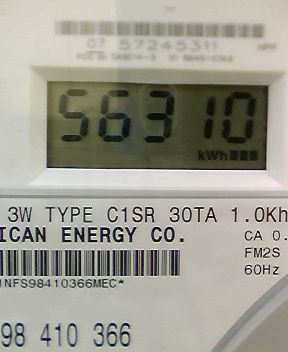 07 57245311
56310
kWh
3W TYPE C1SR 30TA 1.0Kh
ICAN ENERGY CO.
CA 0.
FM2S
60Hz
NFS98410366MEC*
98 410 366